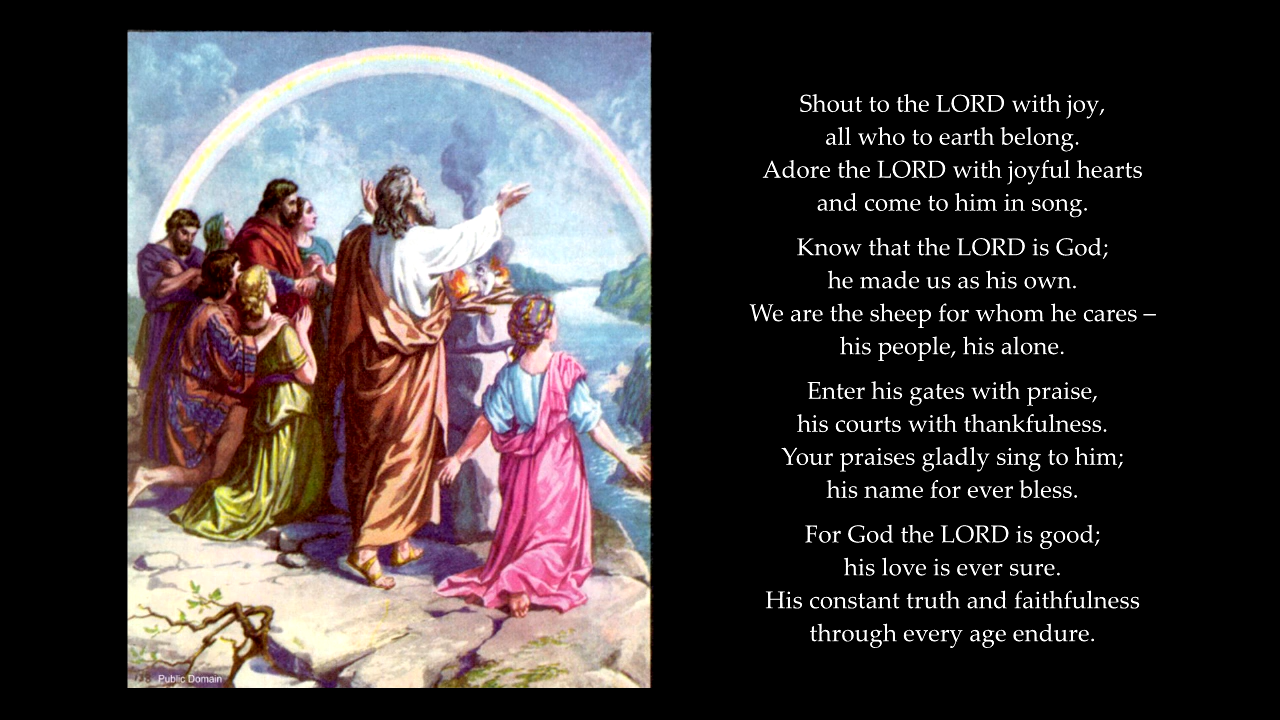 Shout to the LORD with joy,
all who to earth belong.
Adore the LORD with joyful hearts
and come to him in song.
Know that the LORD is God;
he made us as his own.
We are the sheep for whom he cares –
his people, his alone.
Enter his gates with praise,
his courts with thankfulness.
Your praises gladly sing to him;
his name for ever bless.
For God the LORD is good;
his love is ever sure.
His constant truth and faithfulness
through every age endure.
Public Domain